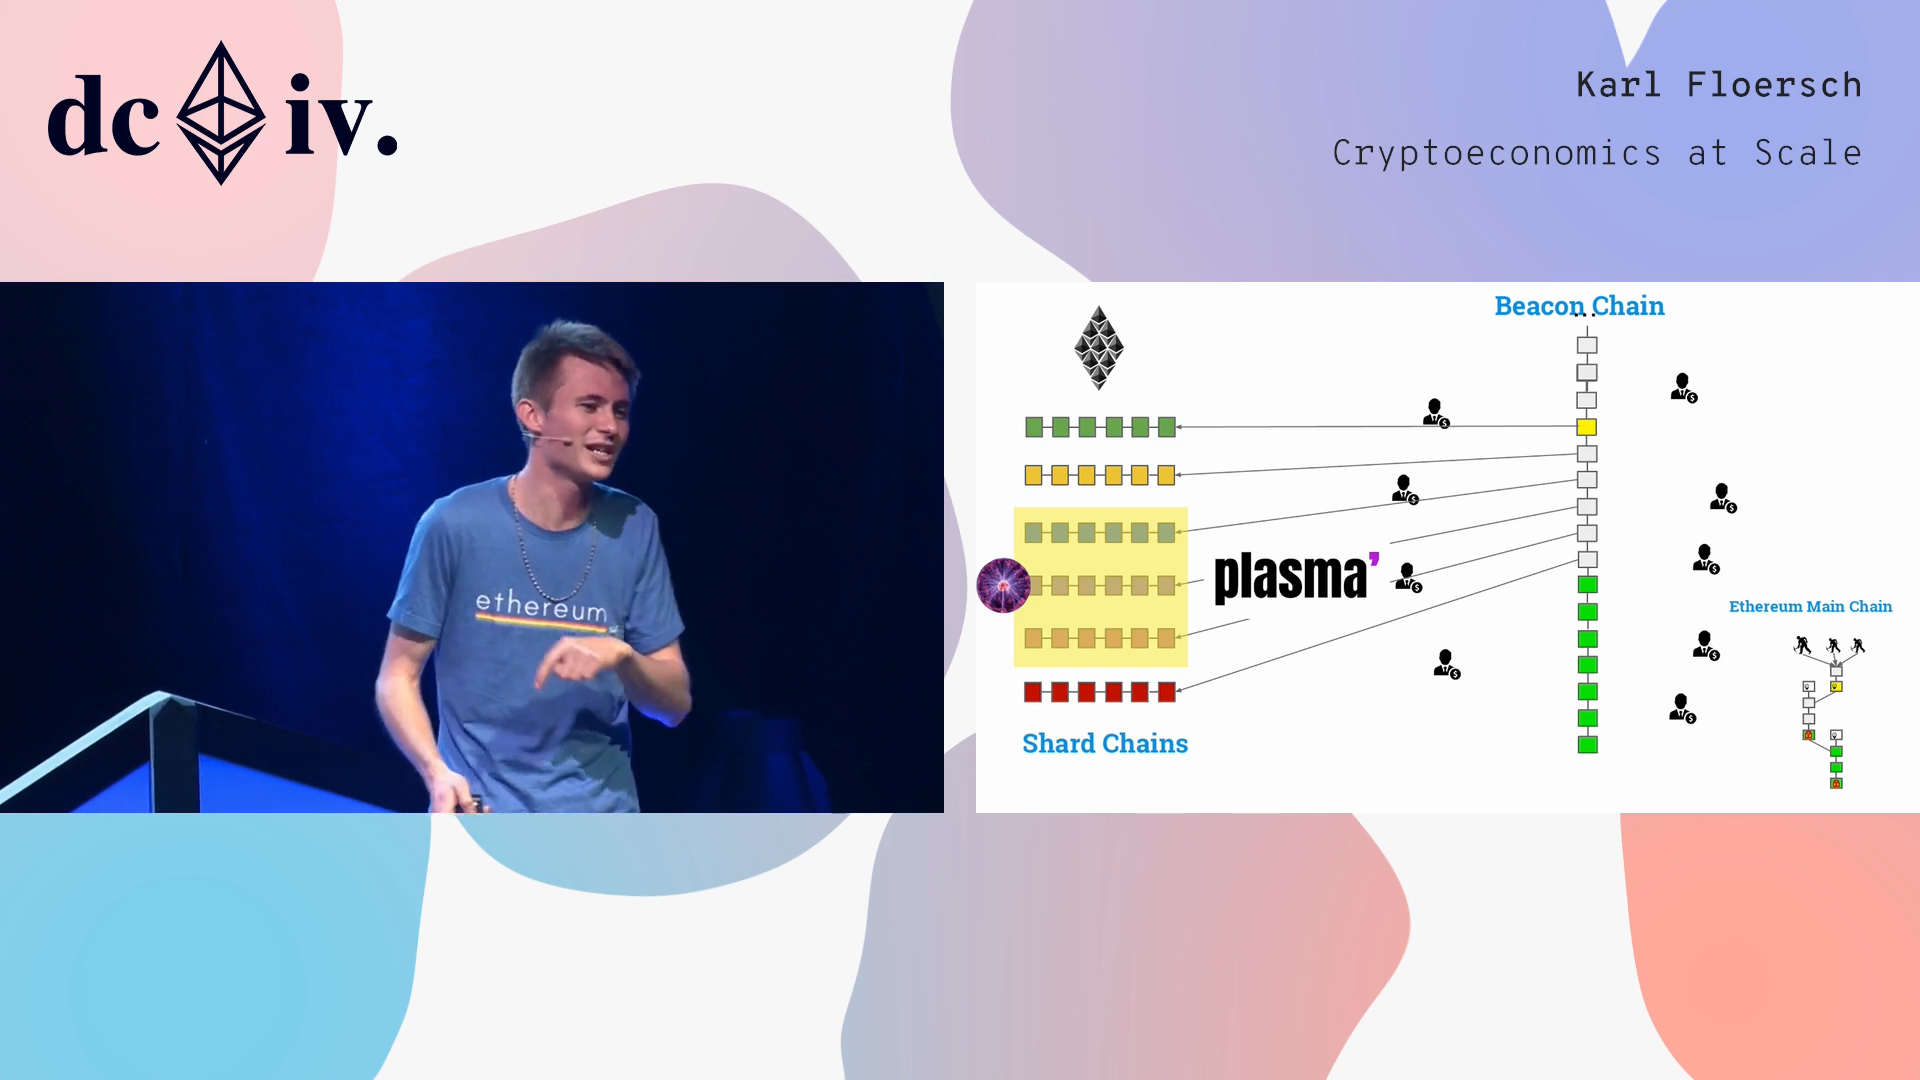 dc iv.
Karl Floersch
Cryptoeconomics at Scale
ethereum
Beacon Chain
...
plasma'
Ethereum Main Chain
Shard Chains